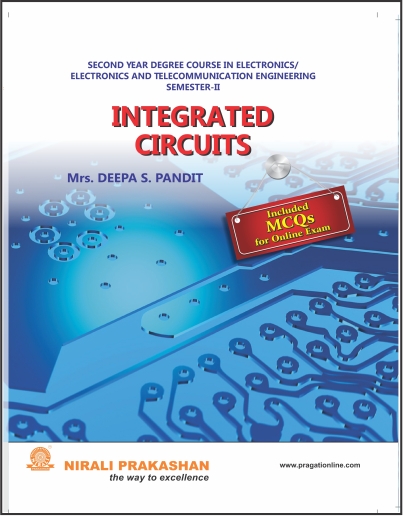 SECOND YEAR DEGREE COURSE IN ELECTRONICS/
ELECTRONICS AND TELECOMMUNICATION ENGINEERING
SEMESTER-II
INTEGRATED
CIRCUITS
Mrs. DEEPA S. PANDIT
Included
MCQs
for Online Exam
NIRALI PRAKASHAN
the way to excellence
www.pragationline.com